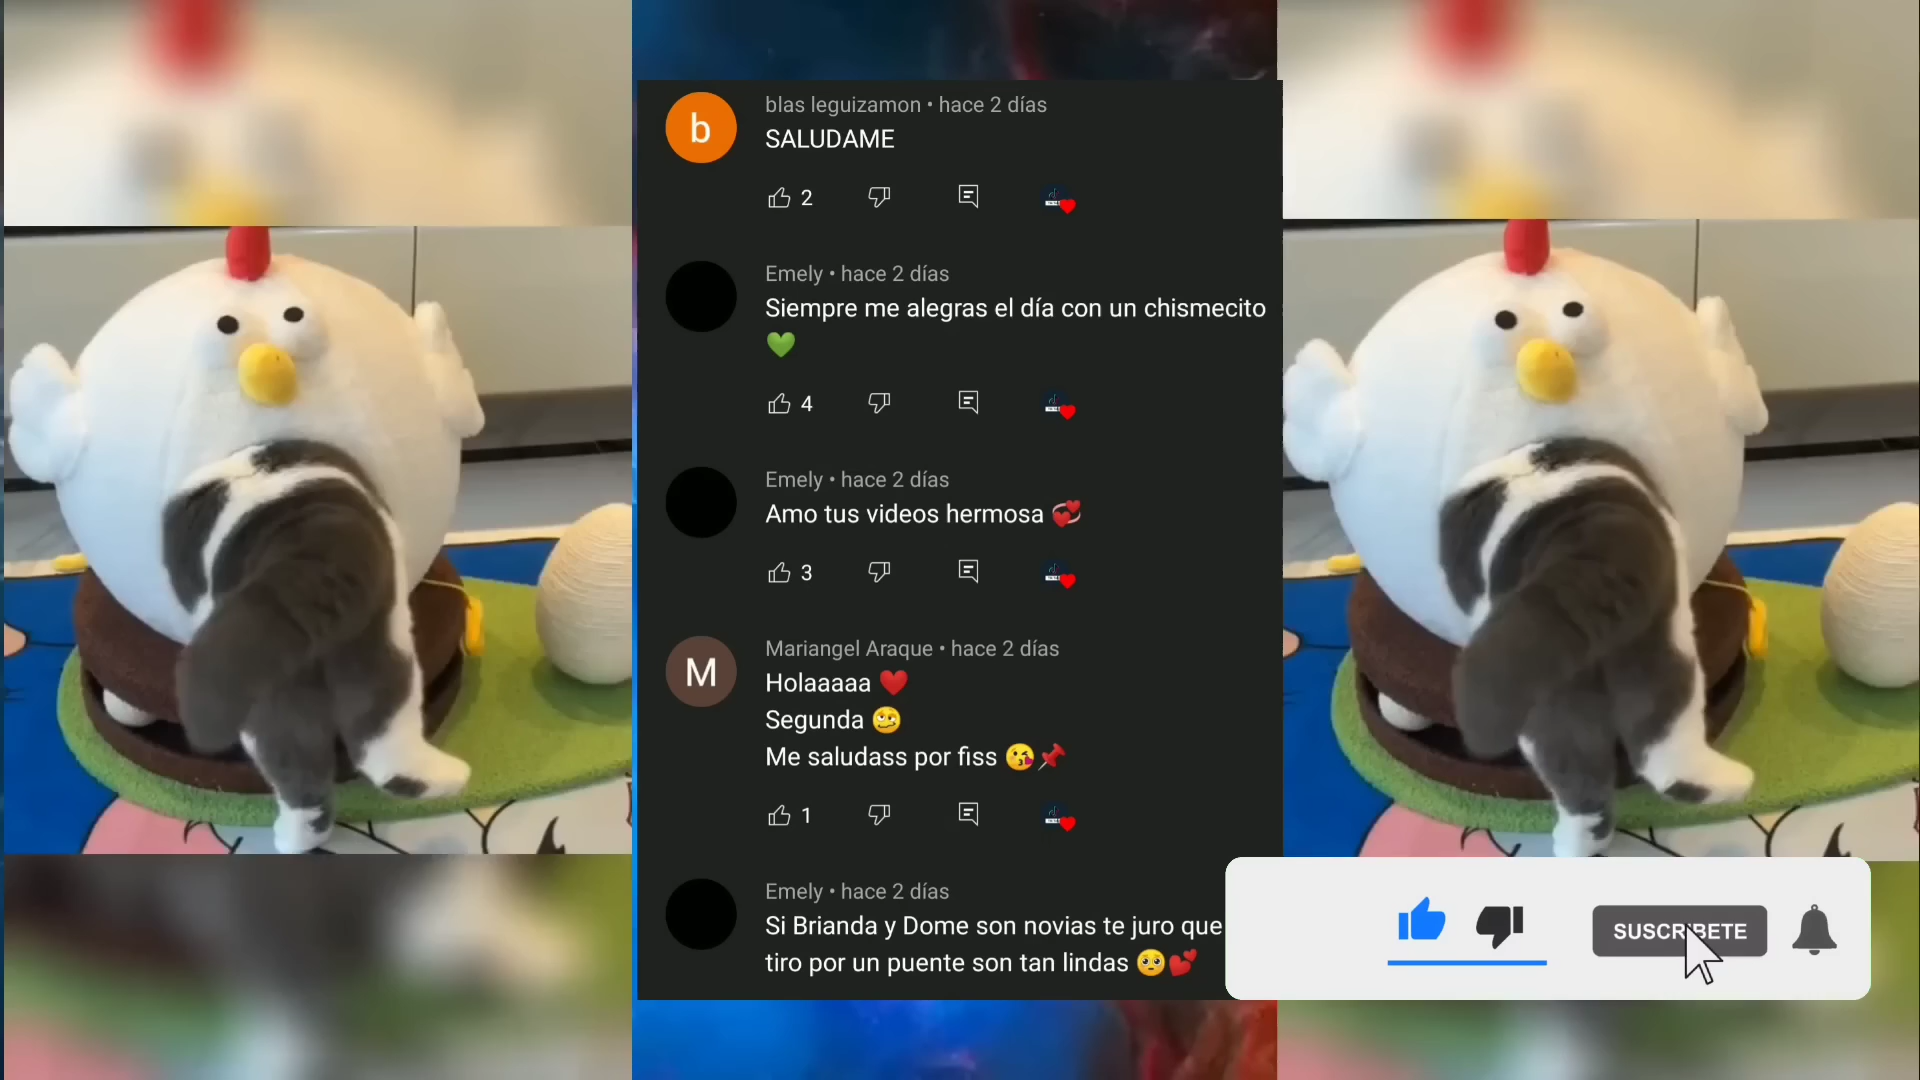 blas leguizamon • hace 2 días
SALUDAME
2
Emely • hace 2 días
Siempre me alegras el día con un chismecito
💚
4
Emely • hace 2 días
Amo tus videos hermosa 💞
3
Mariangel Araque • hace 2 días
Holaaaaa ❤️
Segunda 🥴
Me saludass por fiss 😘📌
1
Emely • hace 2 días
Si Brianda y Dome son novias te juro que
tiro por un puente son tan lindas 🥺💕
b
M
SUSCRIBETE